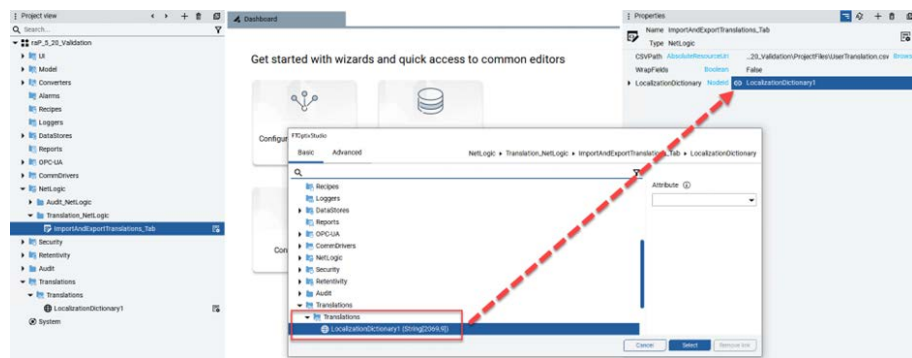 Project view
Search...
raP_5_20_Validation
UI
Model
Converters
Alarms
Recipes
Loggers
DataStores
Reports
OPC-UA
CommDrivers
NetLogic
Audit_NetLogic
Translation_NetLogic
ImportAndExportTranslations_Tab
Security
Retentivity
Audit
Translations
Translations
LocalizationDictionary1
System
Dashboard
Get started with wizards and quick access to common editors
Configur
Con
FTOptixStudio
Basic Advanced
NetLogic Translation_NetLogic ImportAndExportTranslations_Tab LocalizationDictionary
Recipes
Loggers
DataStores
Reports
OPC-UA
CommDrivers
NetLogic
Security
Retentivity
Audit
Translations
Translations
LocalizationDictionary1 (String[2069,9])
Attribute
Cancel Select Remove link
Properties
Name ImportAndExportTranslations_Tab
Type NetLogic
CSVPath AbsoluteResourceUri ...20_Validation\ProjectFiles\UserTranslation.csv Browse
WrapFields Boolean False
LocalizationDictionary NodeId LocalizationDictionary1